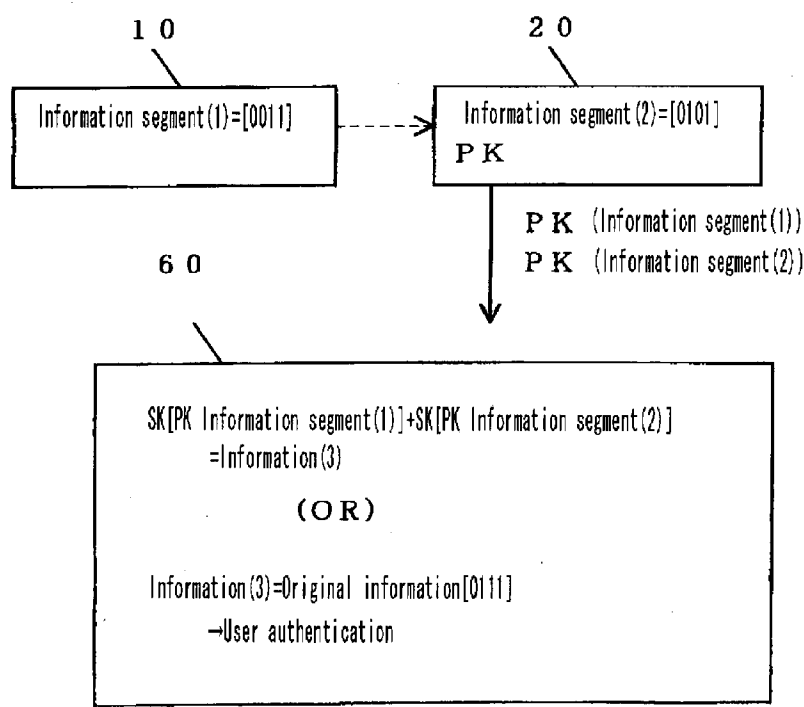 10
20
Information segment(1)=[0011]
Information segment(2)=[0101]
PK
PK (Information segment(1))
PK (Information segment(2))
60
SK[PK Information segment(1)]+SK[PK Information segment(2)]
=Information(3)
(OR)
Information(3)=Original information[0111]
→User authentication